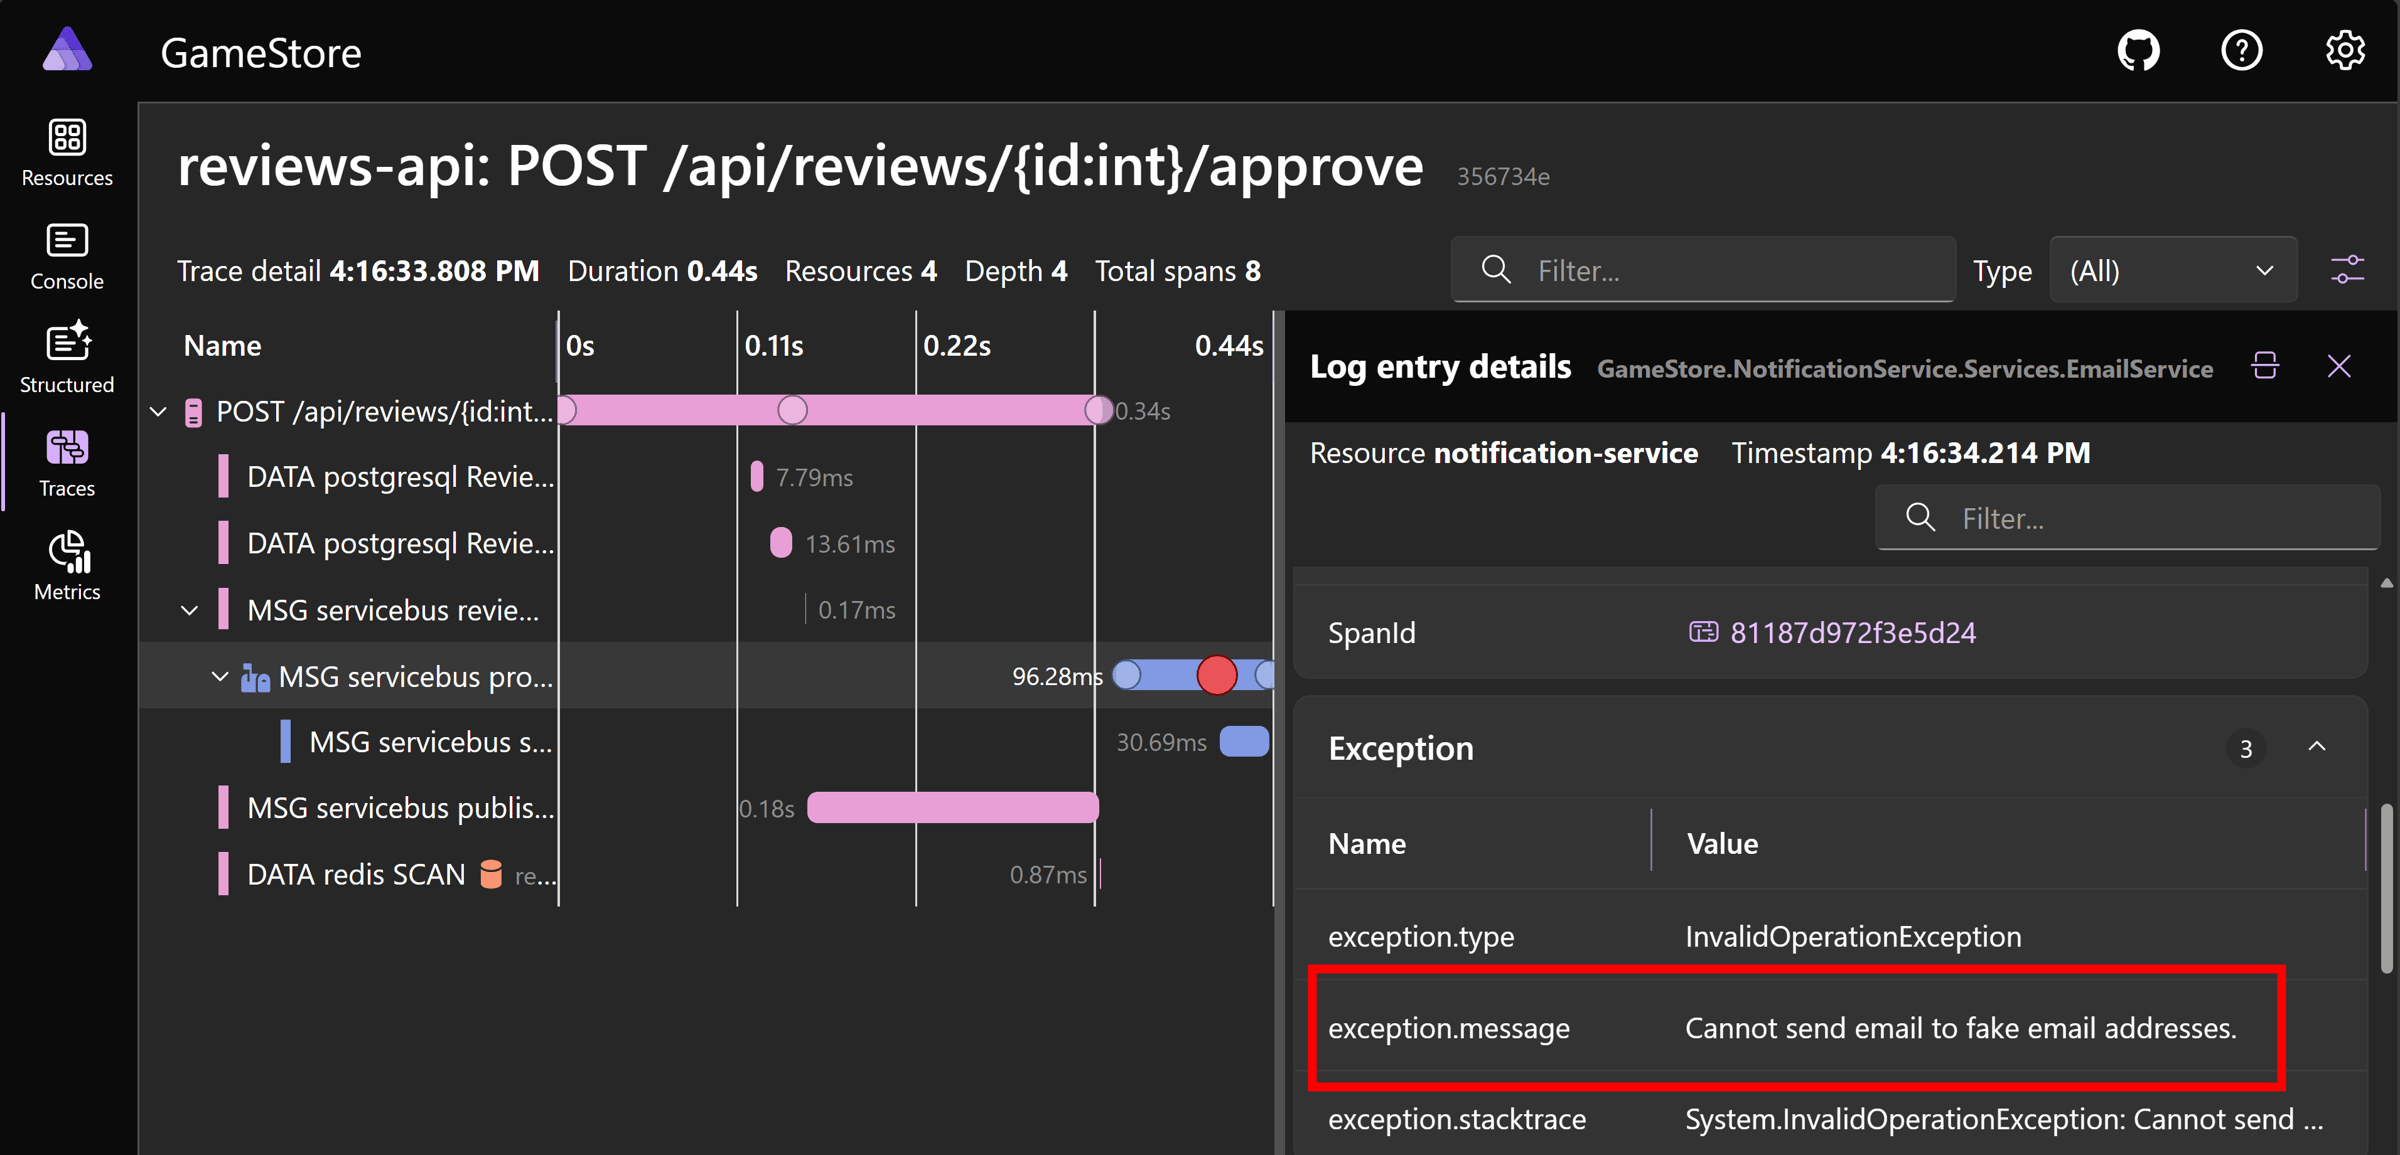 GameStore
Resources
Console
Structured
Traces
Metrics
reviews-api: POST /api/reviews/{id:int}/approve 356734e
Trace detail 4:16:33.808 PM Duration 0.44s Resources 4 Depth 4 Total spans 8
Filter... Type (All)
Name 0s 0.11s 0.22s 0.44s
POST /api/reviews/{id:int... 0.34s
DATA postgresql Revie... 7.79ms
DATA postgresql Revie... 13.61ms
MSG servicebus revie... 0.17ms
MSG servicebus pro... 96.28ms
MSG servicebus s... 30.69ms
MSG servicebus publis... 0.18s
DATA redis SCAN re... 0.87ms
Log entry details GameStore.NotificationService.Services.EmailService
Resource notification-service Timestamp 4:16:34.214 PM
Filter...
SpanId 81187d972f3e5d24
Exception 3
Name Value
exception.type InvalidOperationException
exception.message Cannot send email to fake email addresses.
exception.stacktrace System.InvalidOperationException: Cannot send ...